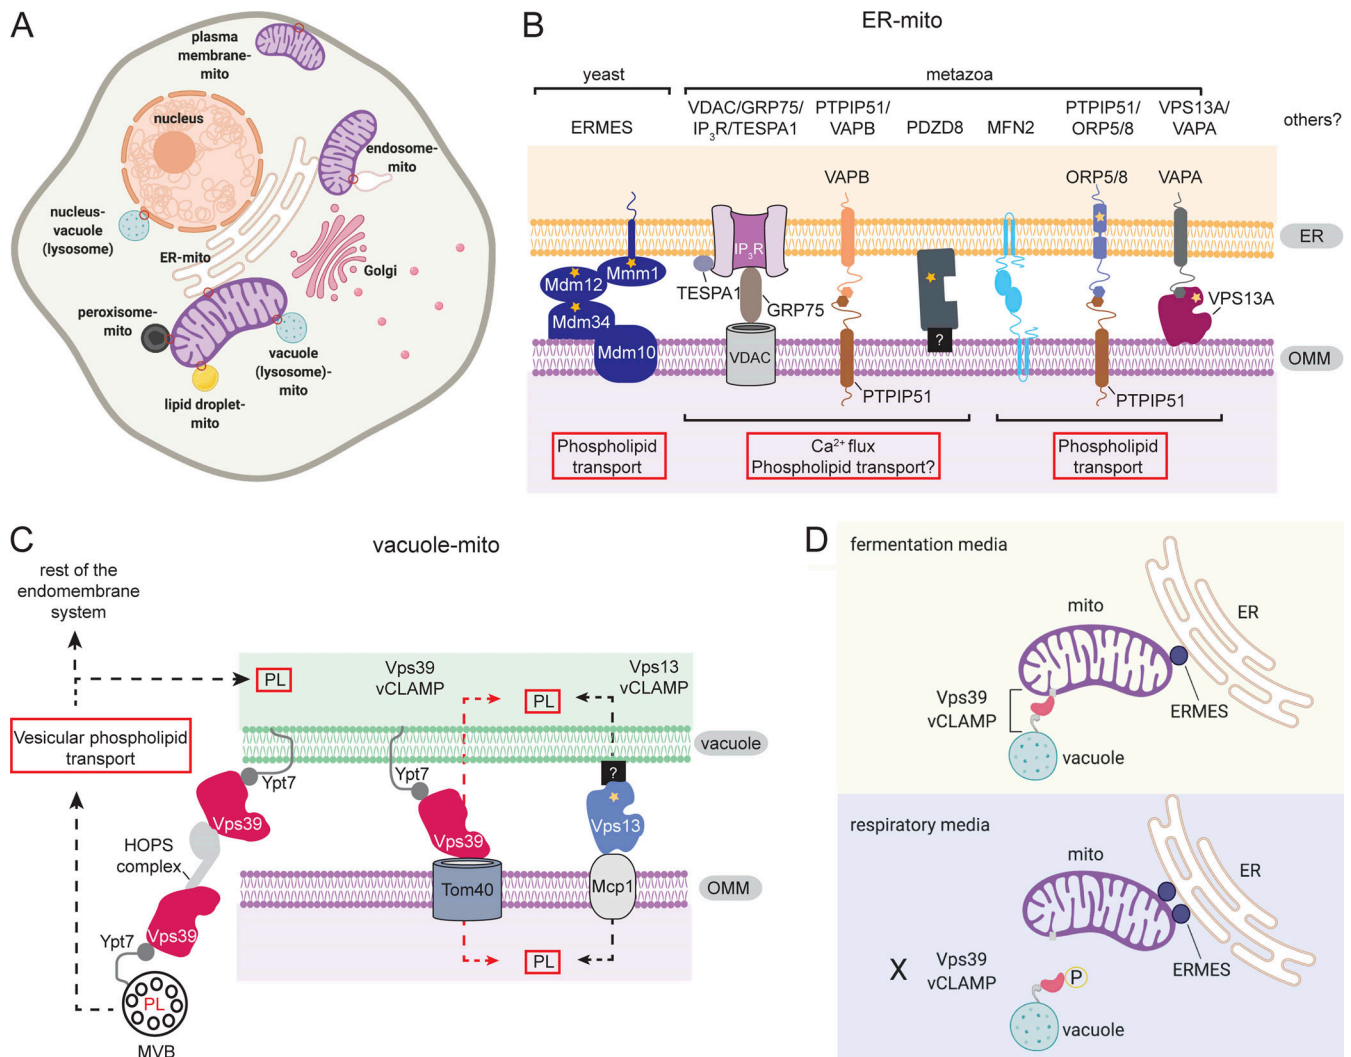 A
plasma
membrane-
mito
nucleus
endosome-
mito
nucleus-
vacuole
(lysosome)
ER-mito
Golgi
peroxisome-
mito
vacuole
(lysosome)-
mito
lipid droplet-
mito
B
ER-mito
yeast
metazoa
ERMES
VDAC/GRP75/
IP3R/TESPA1
PTPIP51/
VAPB
PDZD8
MFN2
PTPIP51/
ORP5/8
VPS13A/
VAPA
others?
VAPB
ORP5/8
VAPA
IP3R
ER
Mmm1
Mdm12
TESPA1
GRP75
VPS13A
Mdm34
Mdm10
VDAC
?
OMM
PTPIP51
PTPIP51
Phospholipid
transport
Ca2+ flux
Phospholipid transport?
Phospholipid
transport
C
vacuole-mito
rest of the
endomembrane
system
PL
Vps39
vCLAMP
PL
Vps13
vCLAMP
Vesicular phospholipid
transport
vacuole
Ypt7
Ypt7
?
Vps39
Vps39
Vps13
HOPS
complex
Tom40
Mcp1
OMM
Vps39
Ypt7
PL
PL
MVB
D
fermentation media
mito
ER
Vps39
vCLAMP
ERMES
vacuole
respiratory media
mito
ER
X
Vps39
vCLAMP
P
ERMES
vacuole